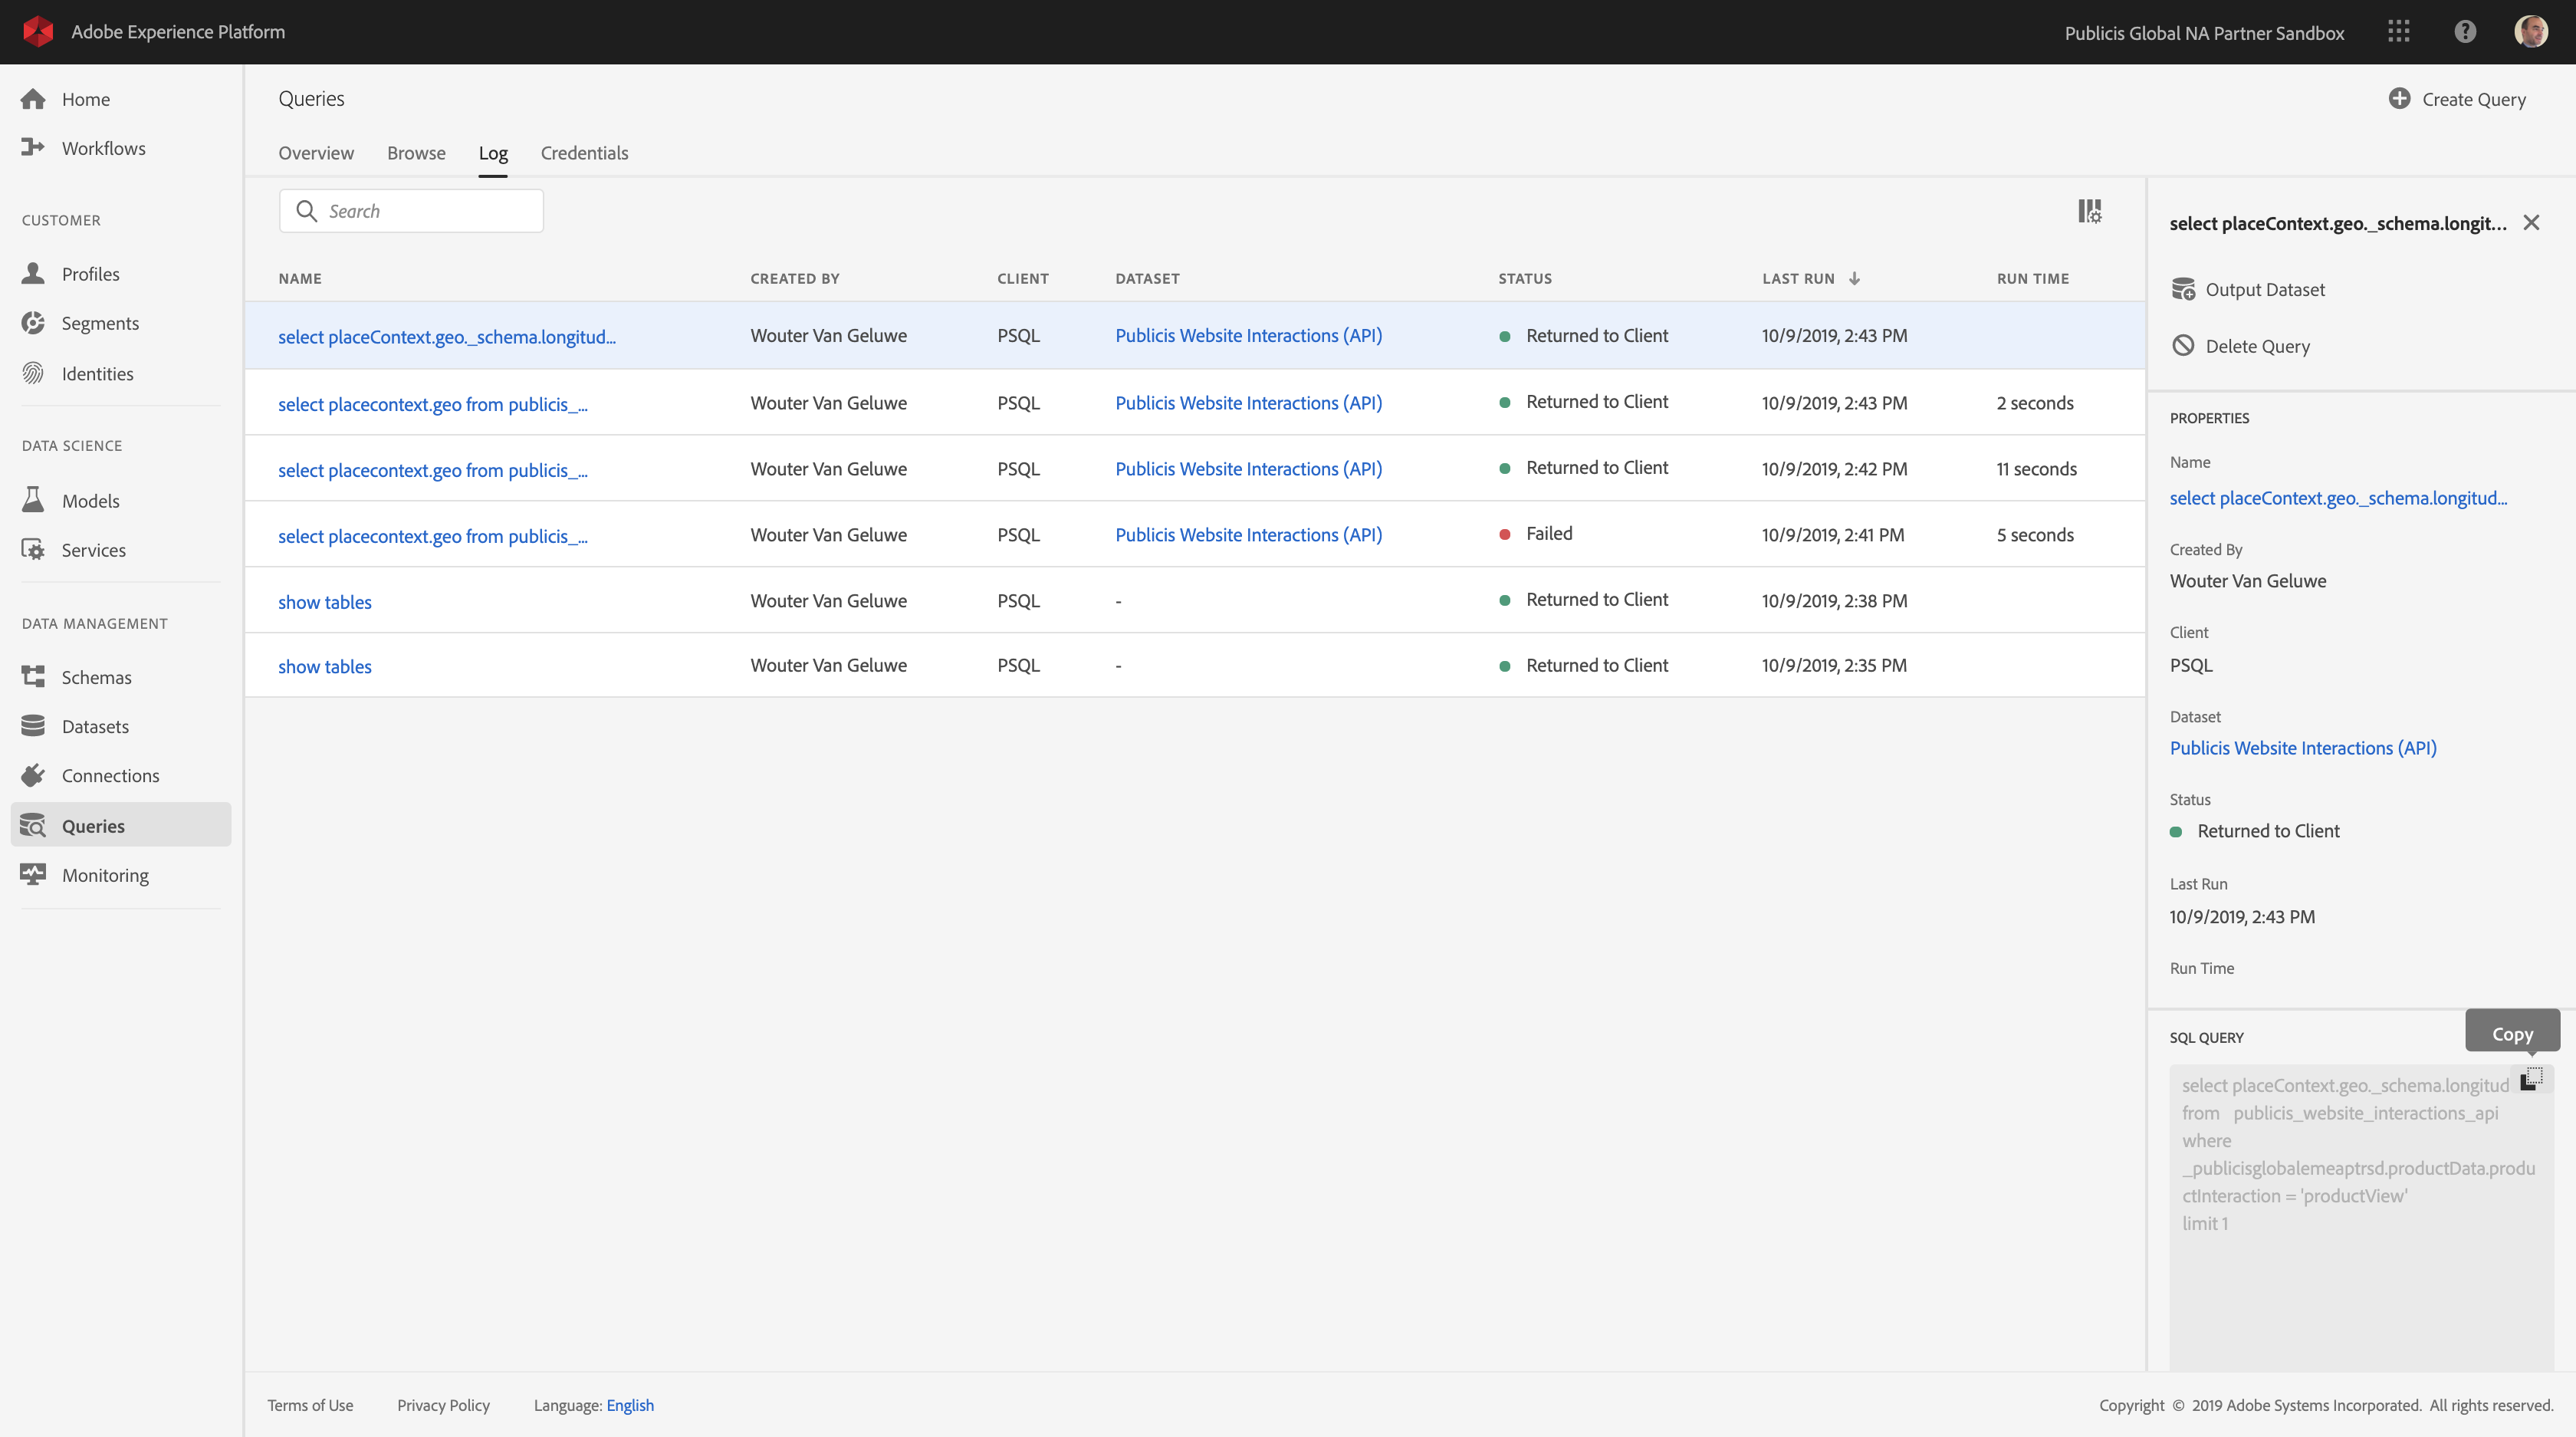 Adobe Experience Platform
Publicis Global NA Partner Sandbox
Home
Workflows
CUSTOMER
Profiles
Segments
Identities
DATA SCIENCE
Models
Services
DATA MANAGEMENT
Schemas
Datasets
Connections
Queries
Monitoring
Queries
Create Query
Overview Browse Log Credentials
Search
NAME CREATED BY CLIENT DATASET STATUS LAST RUN RUN TIME
select placeContext.geo._schema.longitud... Wouter Van Geluwe PSQL Publicis Website Interactions (API) Returned to Client 10/9/2019, 2:43 PM
select placecontext.geo from publicis_... Wouter Van Geluwe PSQL Publicis Website Interactions (API) Returned to Client 10/9/2019, 2:43 PM 2 seconds
select placecontext.geo from publicis_... Wouter Van Geluwe PSQL Publicis Website Interactions (API) Returned to Client 10/9/2019, 2:42 PM 11 seconds
select placecontext.geo from publicis_... Wouter Van Geluwe PSQL Publicis Website Interactions (API) Failed 10/9/2019, 2:41 PM 5 seconds
show tables Wouter Van Geluwe PSQL - Returned to Client 10/9/2019, 2:38 PM
show tables Wouter Van Geluwe PSQL - Returned to Client 10/9/2019, 2:35 PM
select placeContext.geo._schema.longit...
Output Dataset
Delete Query
PROPERTIES
Name
select placeContext.geo._schema.longitud...
Created By
Wouter Van Geluwe
Client
PSQL
Dataset
Publicis Website Interactions (API)
Status
Returned to Client
Last Run
10/9/2019, 2:43 PM
Run Time
SQL QUERY
Copy
select placeContext.geo._schema.longitud
from publicis_website_interactions_api
where
_publicisglobalemeaptrsd.productData.produ
ctInteraction = 'productView'
limit 1
Terms of Use Privacy Policy Language: English
Copyright © 2019 Adobe Systems Incorporated. All rights reserved.